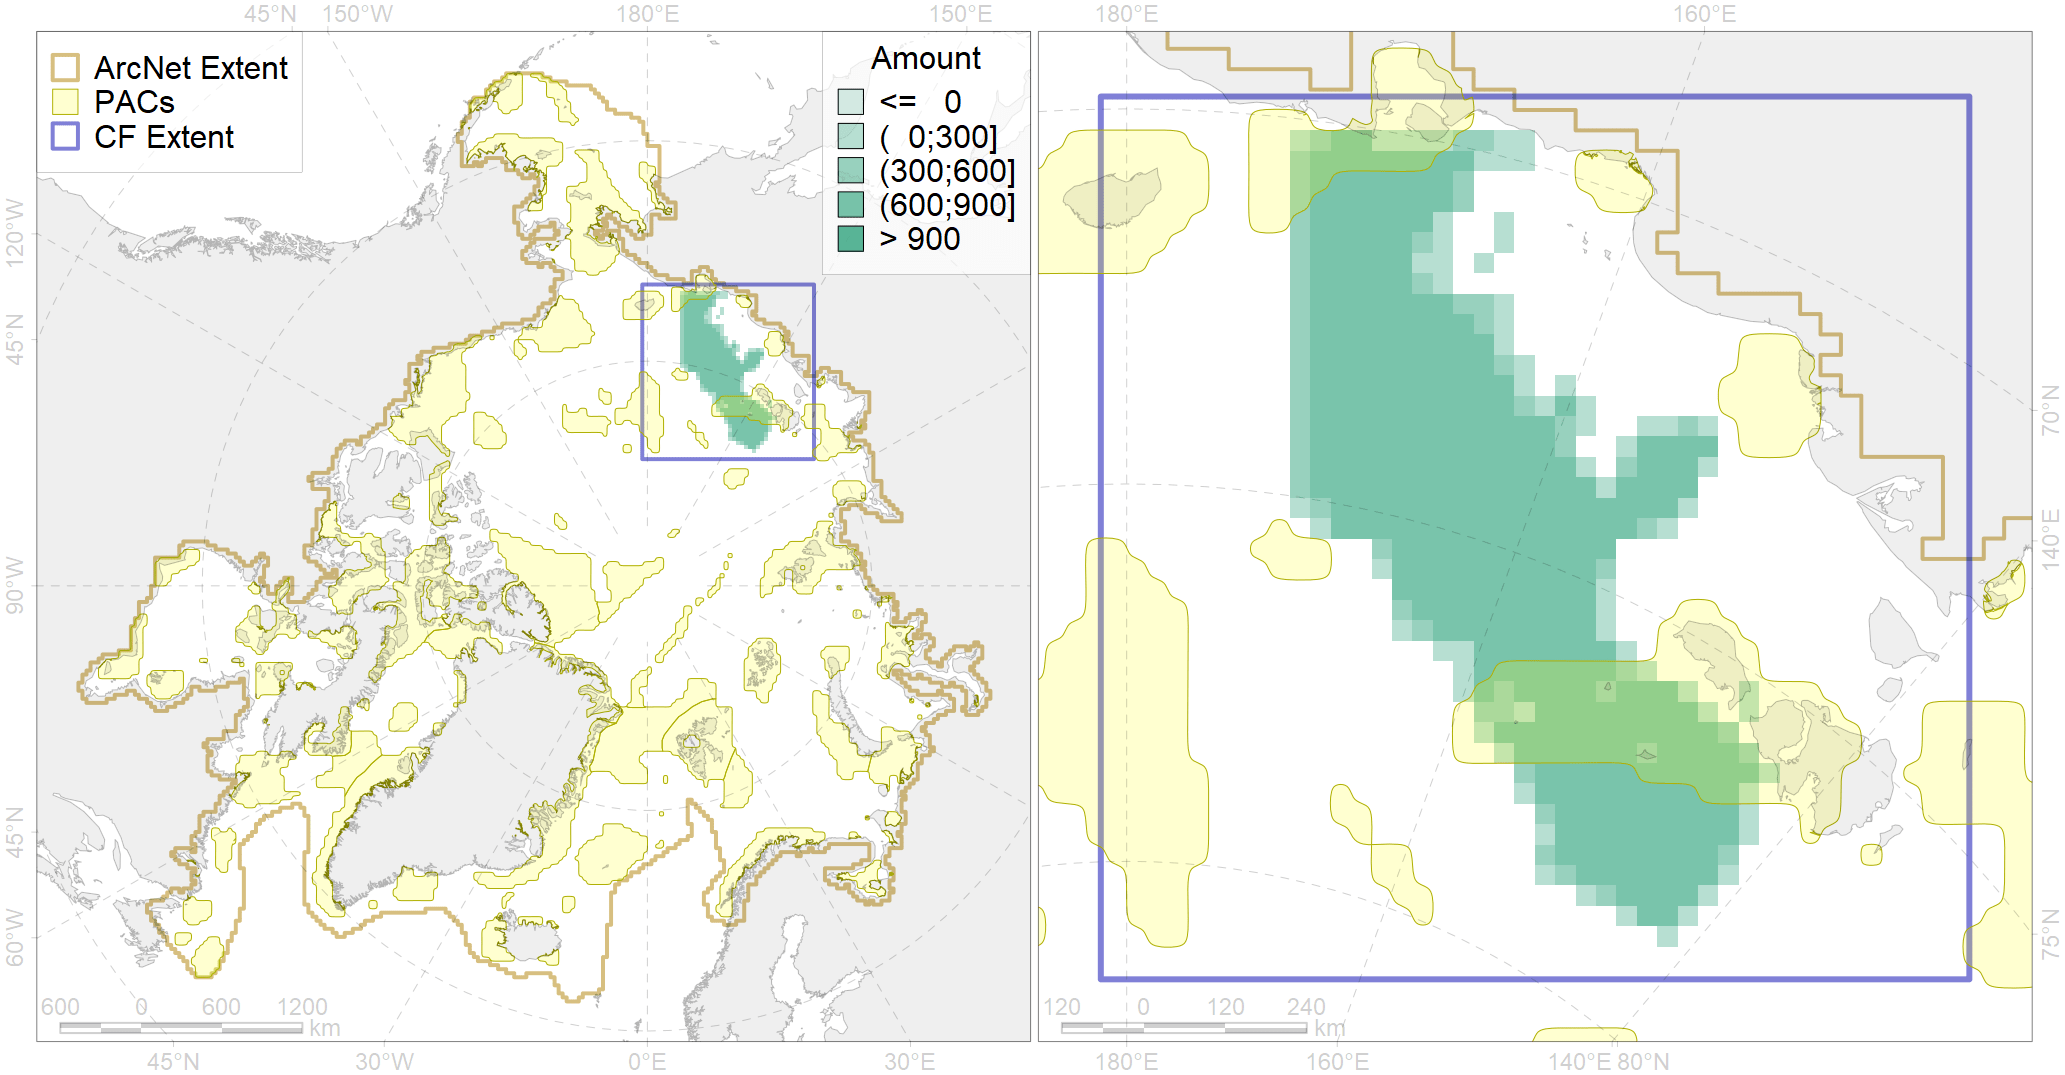 45°N 150°W 180°E 150°E 180°E 160°E
ArcNet Extent
PACs
CF Extent
Amount
<= 0
( 0;300]
(300;600]
(600;900]
> 900
120°W
45°N
90°W
45°N
60°W
70°N
140°E
75°N
600 0 600 1200
km
120 0 120 240
km
45°N 30°W 0°E 30°E 180°E 160°E 140°E 80°N